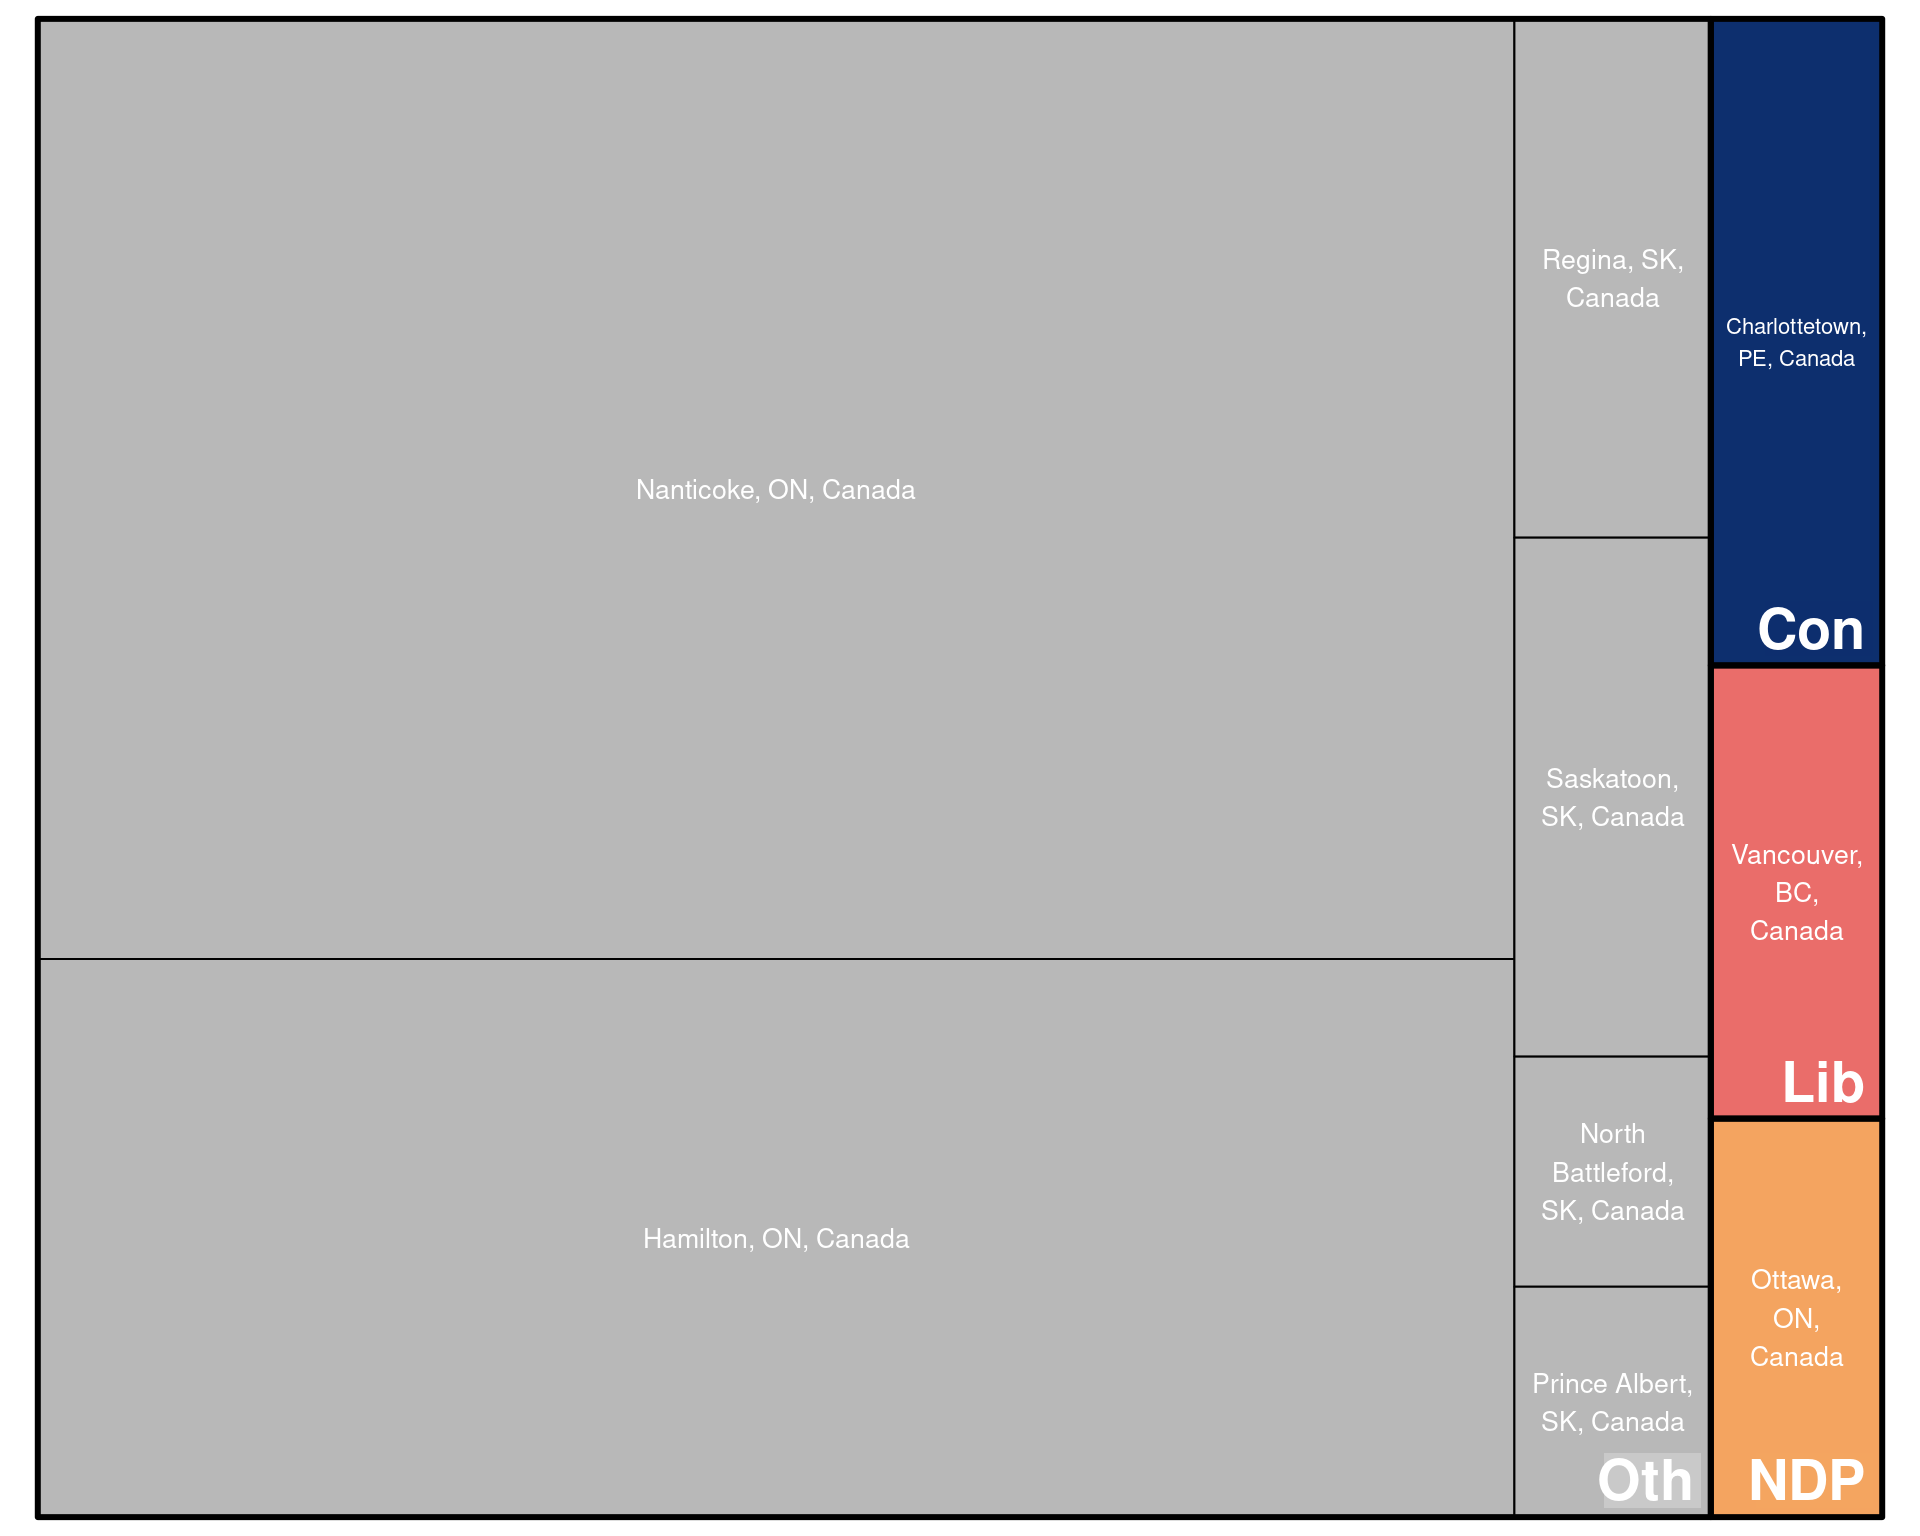 Nanticoke, ON, Canada
Hamilton, ON, Canada
Regina, SK,
Canada
Saskatoon,
SK, Canada
North
Battleford,
SK, Canada
Prince Albert,
SK, Canada
Oth
Charlottetown,
PE, Canada
Con
Vancouver,
BC,
Canada
Lib
Ottawa,
ON,
Canada
NDP